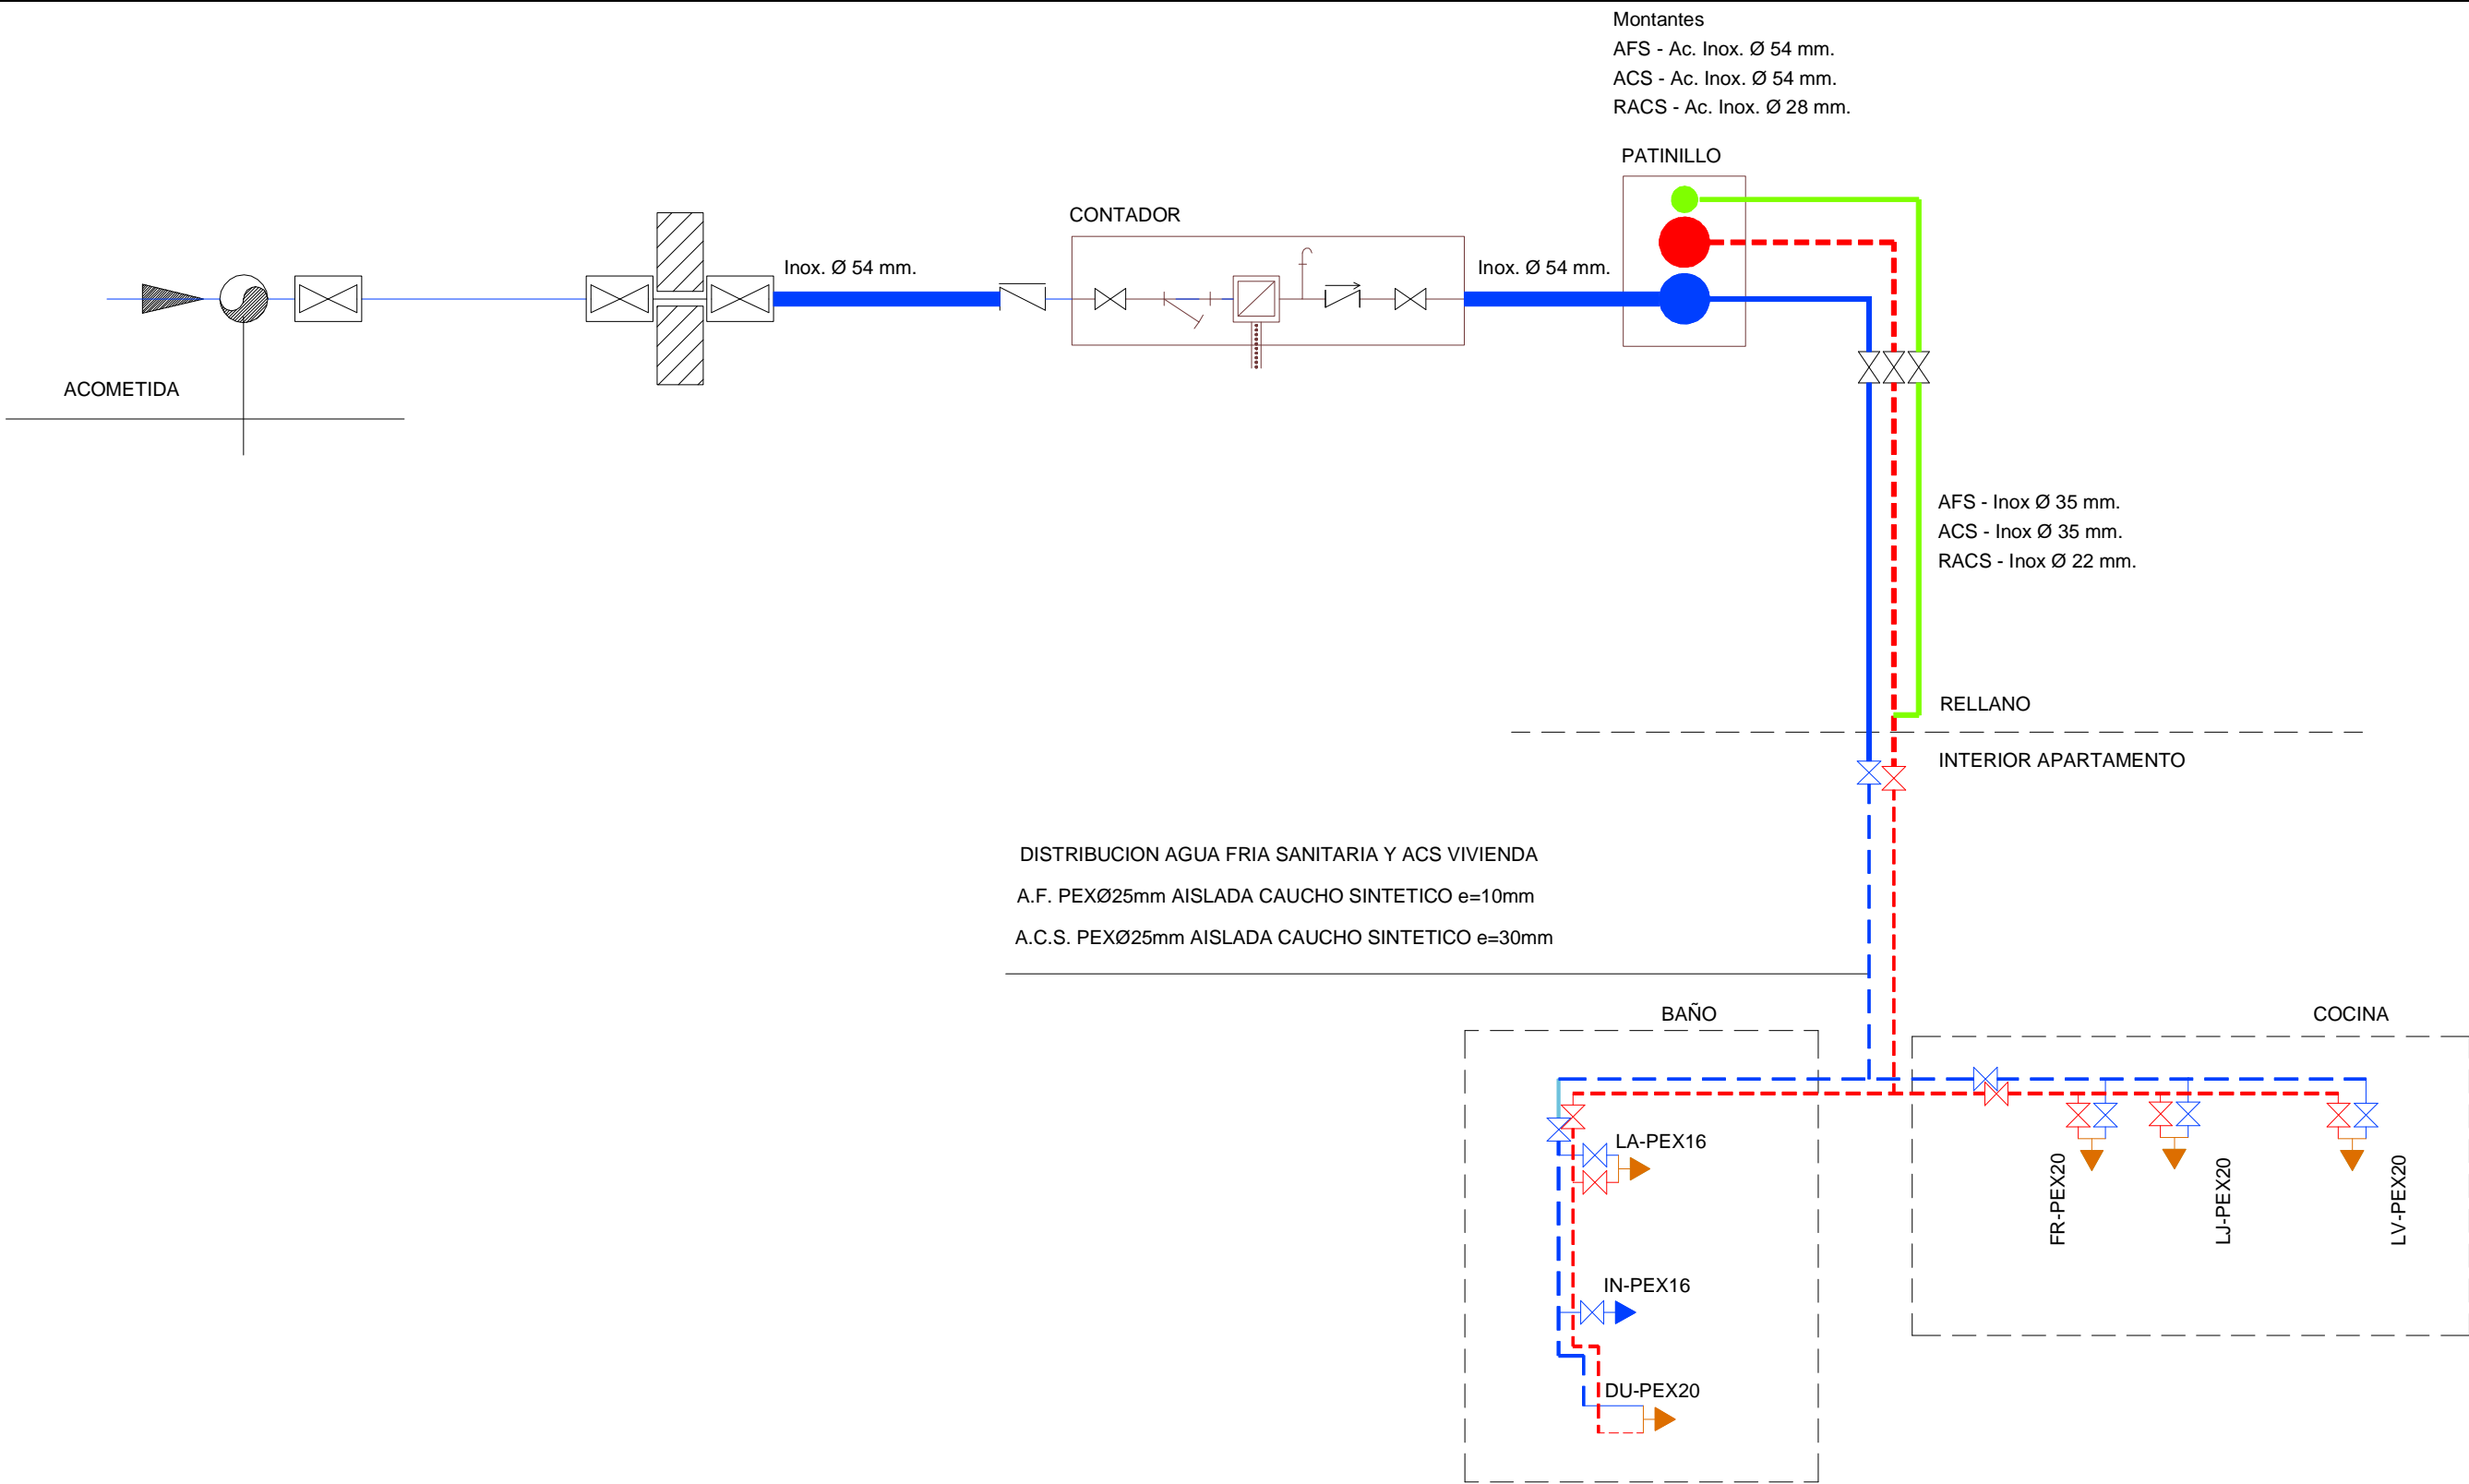 Montantes
AFS - Ac. Inox. Ø 54 mm.
ACS - Ac. Inox. Ø 54 mm.
RACS - Ac. Inox. Ø 28 mm.
PATINILLO
CONTADOR
Inox. Ø 54 mm.
Inox. Ø 54 mm.
ACOMETIDA
AFS - Inox Ø 35 mm.
ACS - Inox Ø 35 mm.
RACS - Inox Ø 22 mm.
RELLANO
INTERIOR APARTAMENTO
DISTRIBUCION AGUA FRIA SANITARIA Y ACS VIVIENDA
A.F. PEXØ25mm AISLADA CAUCHO SINTETICO e=10mm
A.C.S. PEXØ25mm AISLADA CAUCHO SINTETICO e=30mm
BAÑO
COCINA
LA-PEX16
IN-PEX16
DU-PEX20
FR-PEX20
LJ-PEX20
LV-PEX20